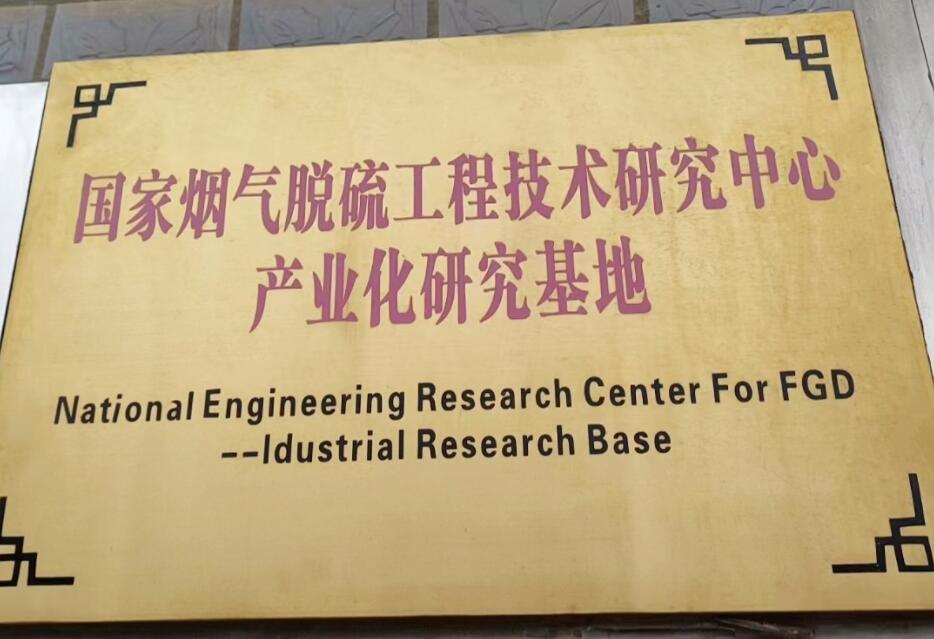 国家烟气脱硫工程技术研究中心
产业化研究基地
National Engineering Research Center For FGD
--Idustrial Research Base